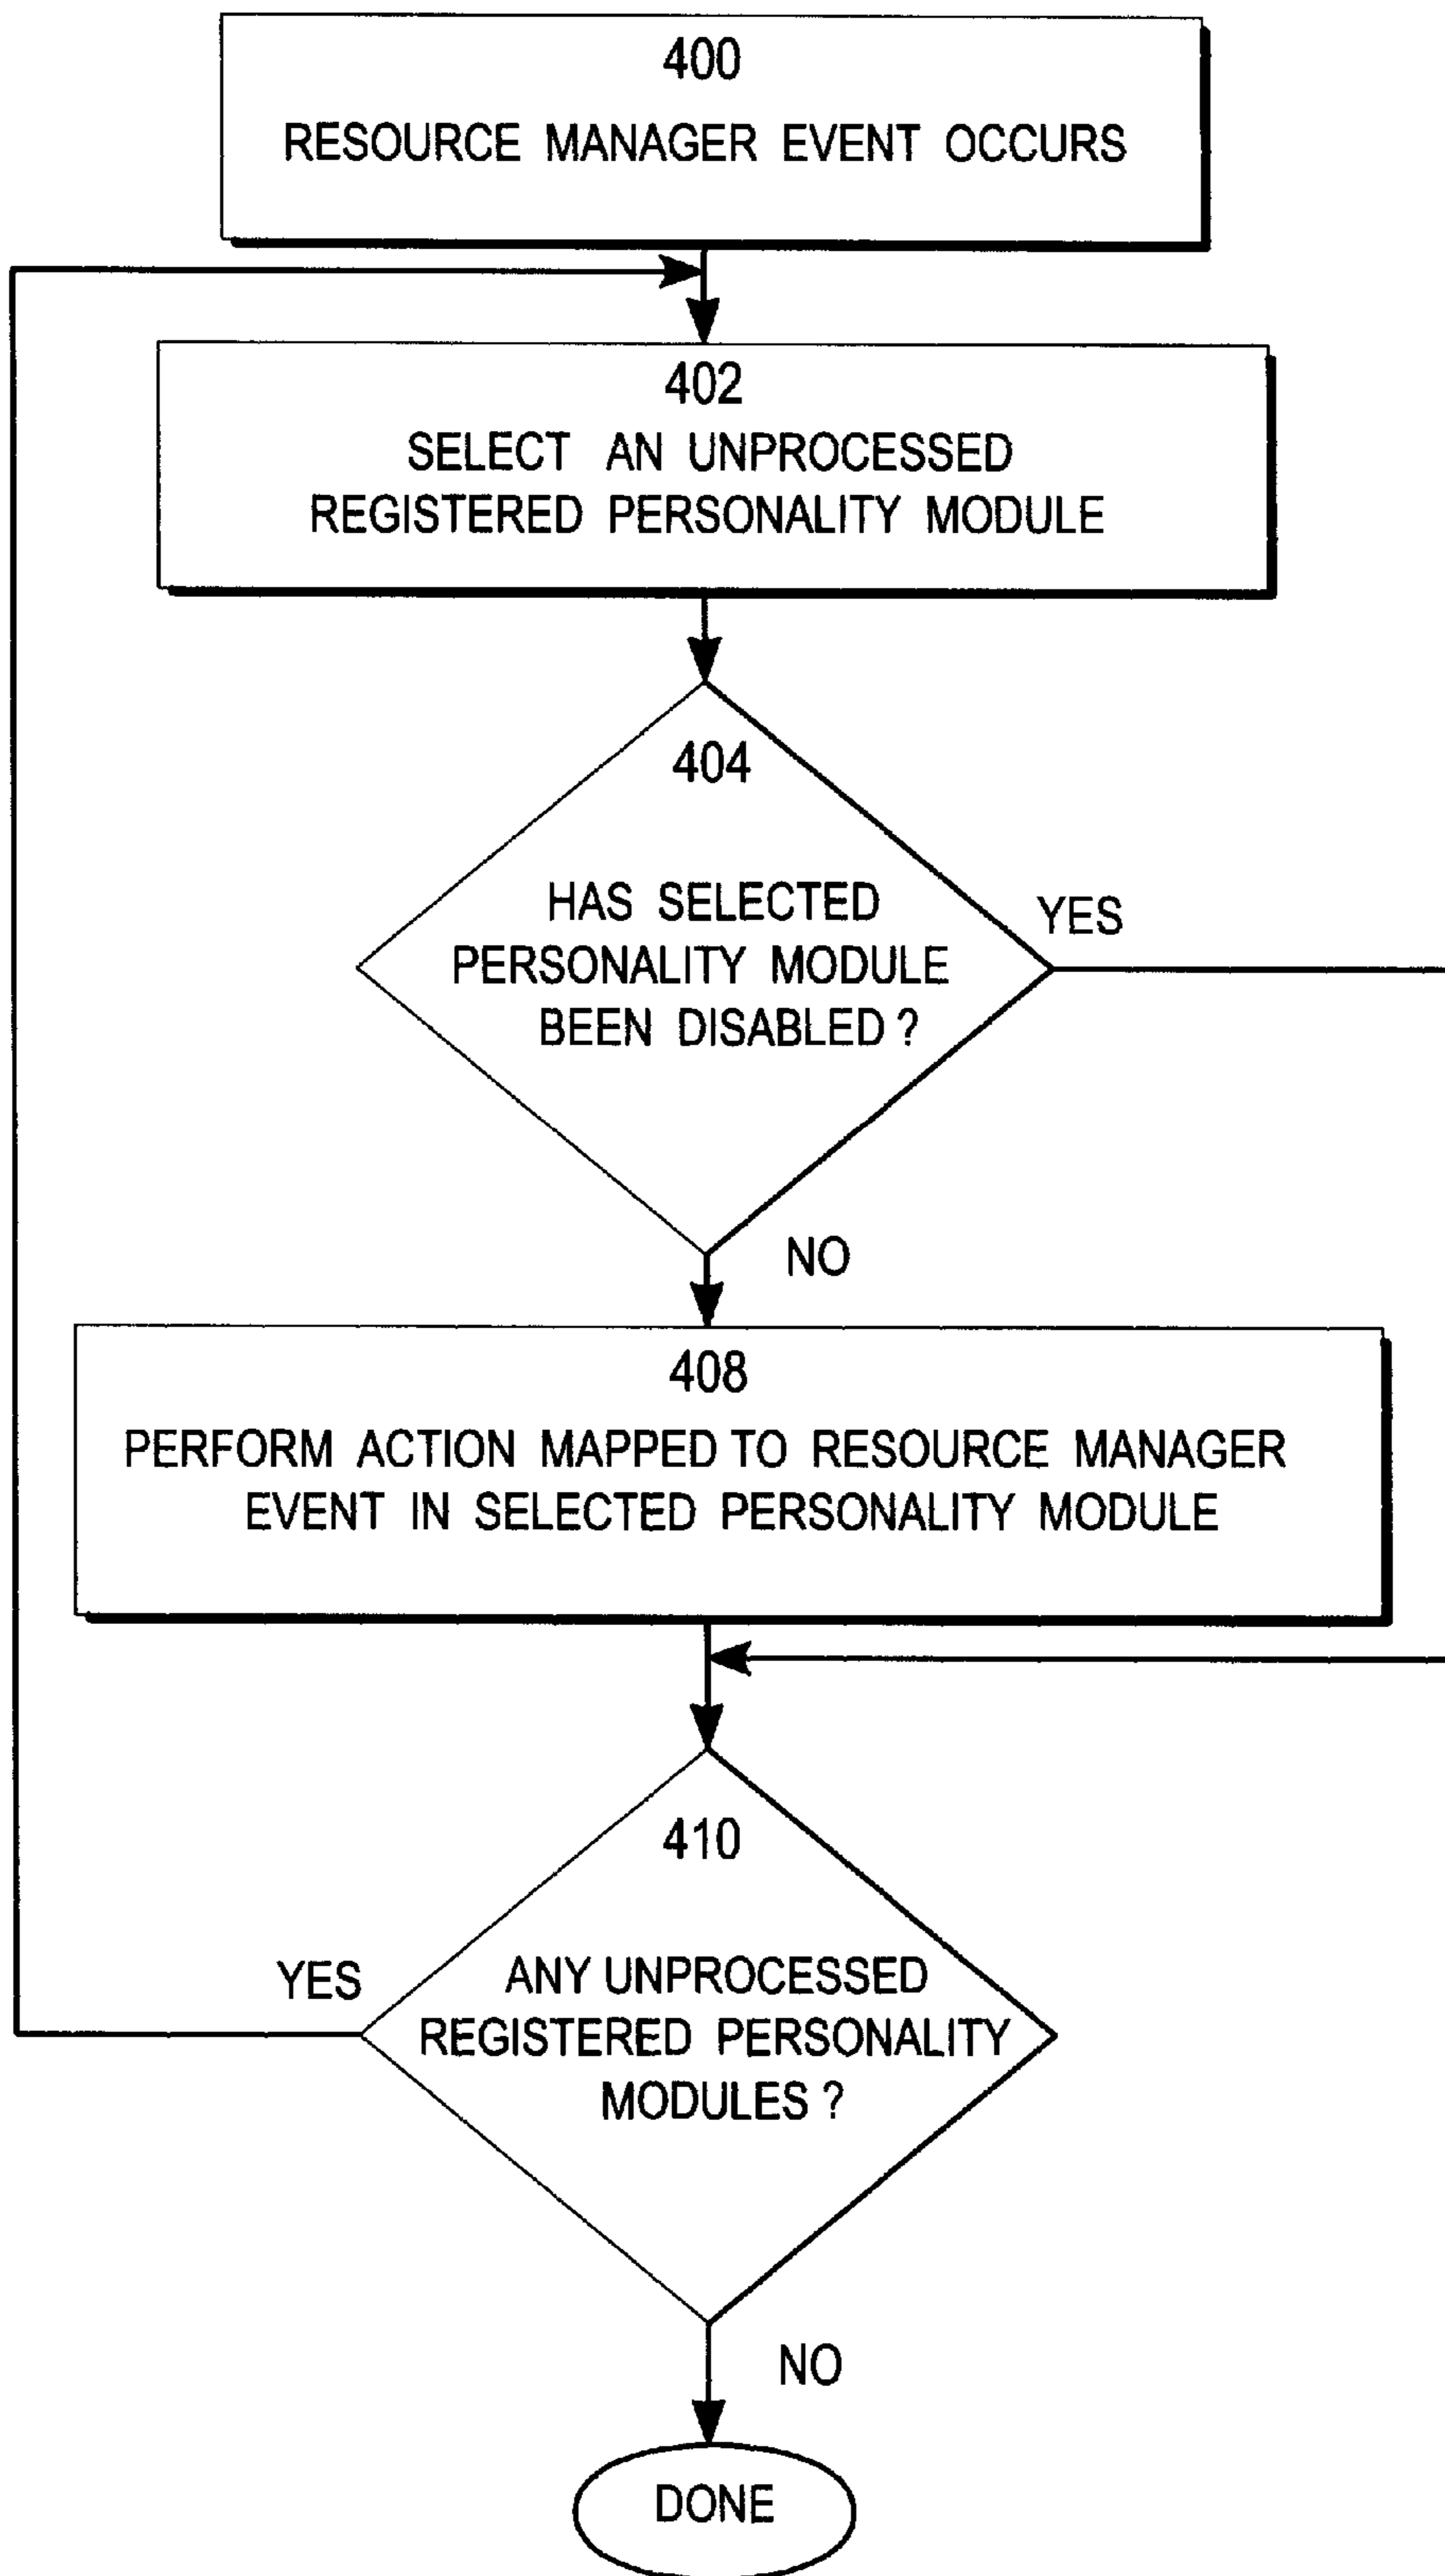 400
RESOURCE MANAGER EVENT OCCURS
402
SELECT AN UNPROCESSED
REGISTERED PERSONALITY MODULE
404
HAS SELECTED
PERSONALITY MODULE
BEEN DISABLED ?
YES
NO
408
PERFORM ACTION MAPPED TO RESOURCE MANAGER
EVENT IN SELECTED PERSONALITY MODULE
410
YES
ANY UNPROCESSED
REGISTERED PERSONALITY
MODULES ?
NO
DONE